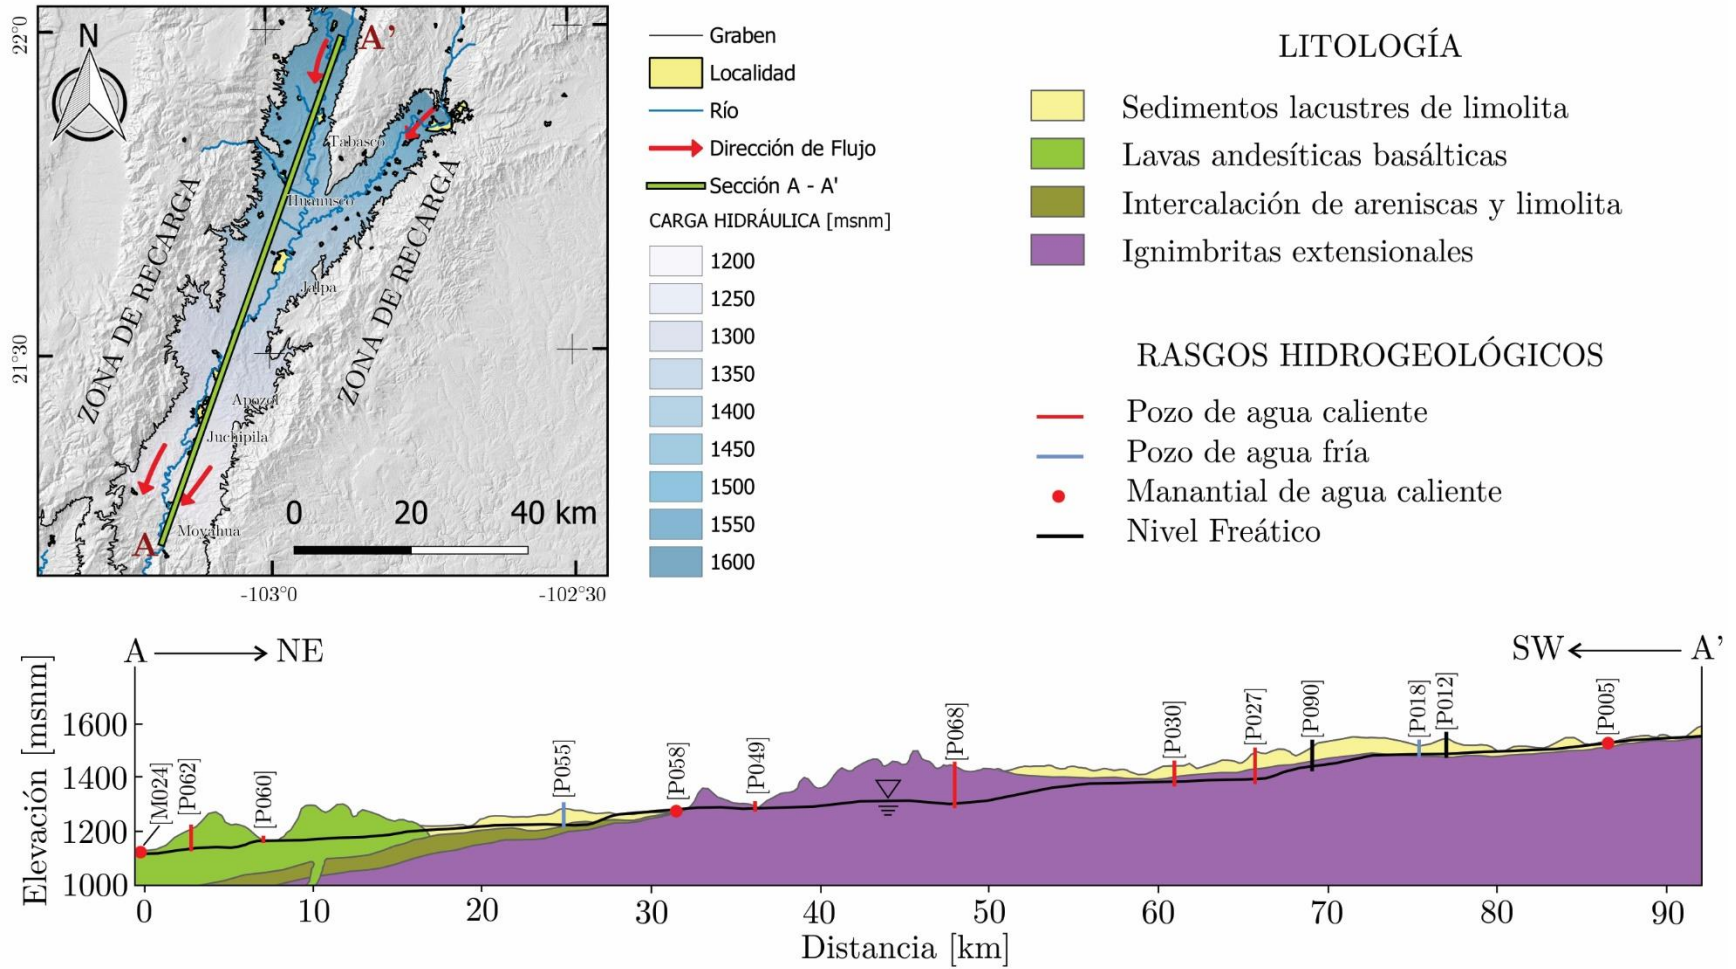 22°0
21°30
N
A'
Tabasco
Huanusco
Jalpa
Apozol
Juchipila
Moyahua
A
ZONA DE RECARGA
ZONA DE RECARGA
0 20 40 km
-103°0
-102°30
Graben
Localidad
Río
Dirección de Flujo
Sección A - A'
CARGA HIDRÁULICA [msnm]
1200
1250
1300
1350
1400
1450
1500
1550
1600
LITOLOGÍA
Sedimentos lacustres de limolita
Lavas andesíticas basálticas
Intercalación de areniscas y limolita
Ignimbritas extensionales
RASGOS HIDROGEOLÓGICOS
Pozo de agua caliente
Pozo de agua fría
Manantial de agua caliente
Nivel Freático
A NE
SW A'
Elevación [msnm]
1600
1400
1200
1000
[M024]
[P062]
[P060]
[P055]
[P058]
[P049]
[P068]
[P030]
[P027]
[P090]
[P018]
[P012]
[P005]
0 10 20 30 40 50 60 70 80 90
Distancia [km]